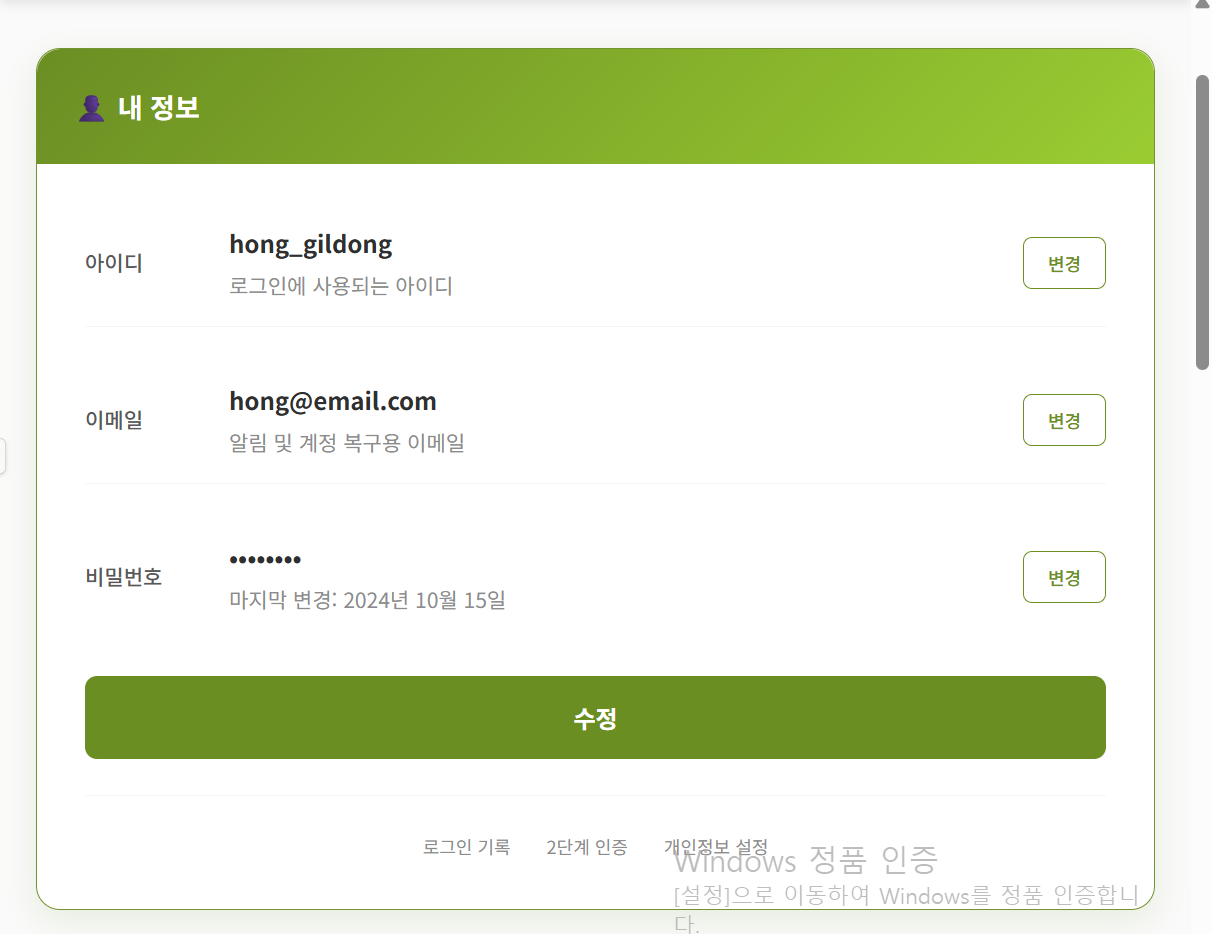 내 정보
아이디
hong_gildong
로그인에 사용되는 아이디
변경
이메일
hong@email.com
알림 및 계정 복구용 이메일
변경
비밀번호
••••••••
마지막 변경: 2024년 10월 15일
변경
수정
로그인 기록 2단계 인증 개인정보 설정
Windows 정품 인증
[설정]으로 이동하여 Windows를 정품 인증합니
다.